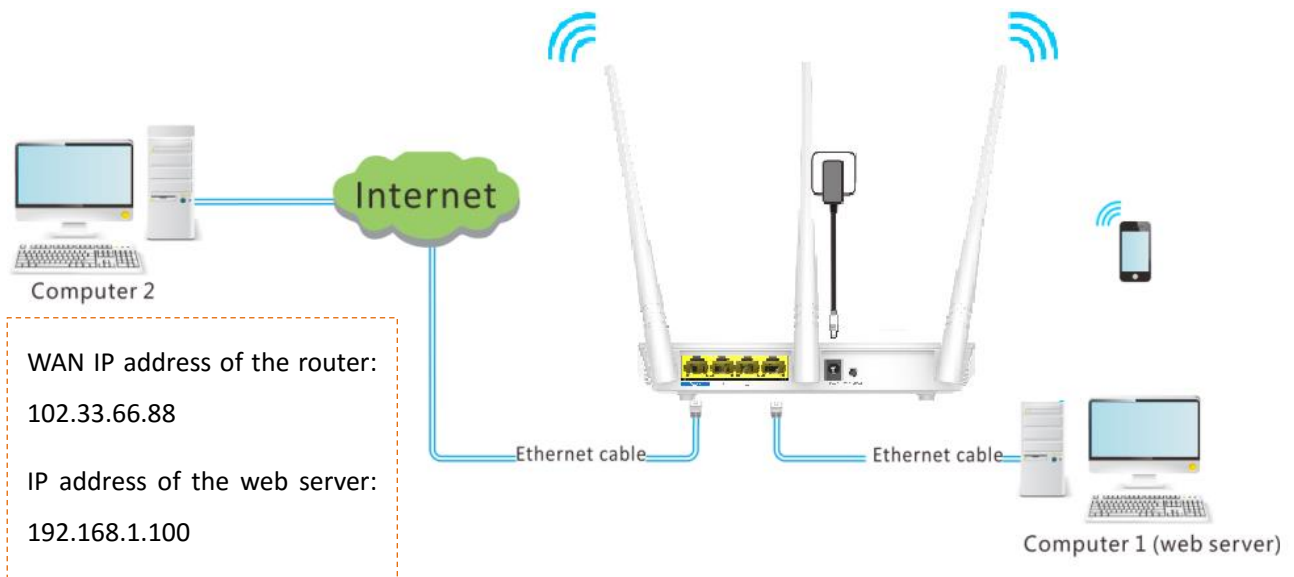 Internet
Computer 2
WAN IP address of the router:
102.33.66.88
IP address of the web server:
192.168.1.100
Ethernet cable
Ethernet cable
Computer 1 (web server)